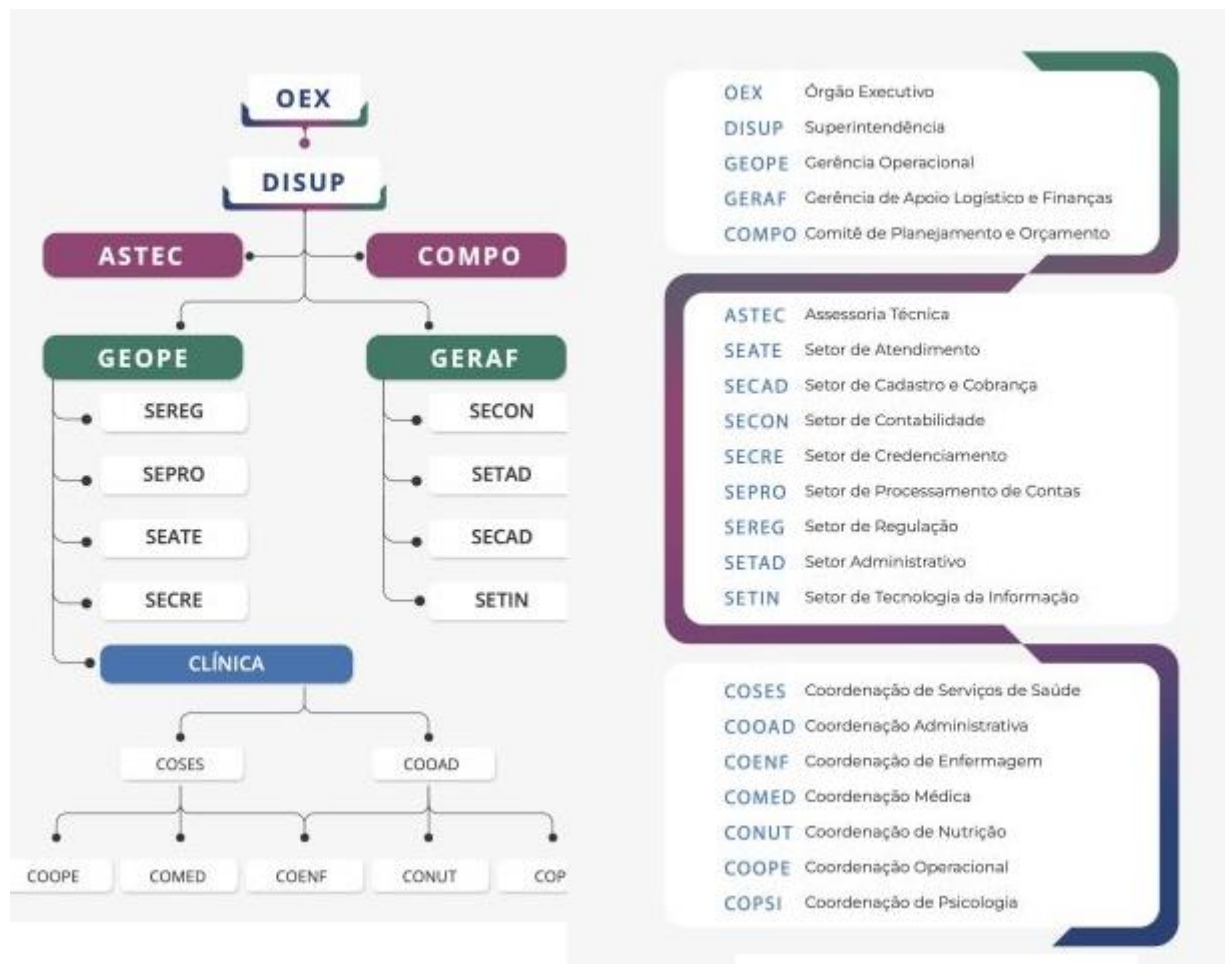 OEX
DISUP
ASTEC COMPO
GEOPE GERAF
SEREG SECON
SEPRO SETAD
SEATE SECAD
SECRE SETIN
CLÍNICA
COSES COOAD
COOPE COMED COENF CONUT COP
OEX Órgão Executivo
DISUP Superintendência
GEOPE Gerência Operacional
GERAF Gerência de Apoio Logístico e Finanças
COMPO Comitê de Planejamento e Orçamento
ASTEC Assessoria Técnica
SEATE Setor de Atendimento
SECAD Setor de Cadastro e Cobrança
SECON Setor de Contabilidade
SECRE Setor de Credenciamento
SEPRO Setor de Processamento de Contas
SEREG Setor de Regulação
SETAD Setor Administrativo
SETIN Setor de Tecnologia da Informação
COSES Coordenação de Serviços de Saúde
COOAD Coordenação Administrativa
COENF Coordenação de Enfermagem
COMED Coordenação Médica
CONUT Coordenação de Nutrição
COOPE Coordenação Operacional
COPSI Coordenação de Psicologia